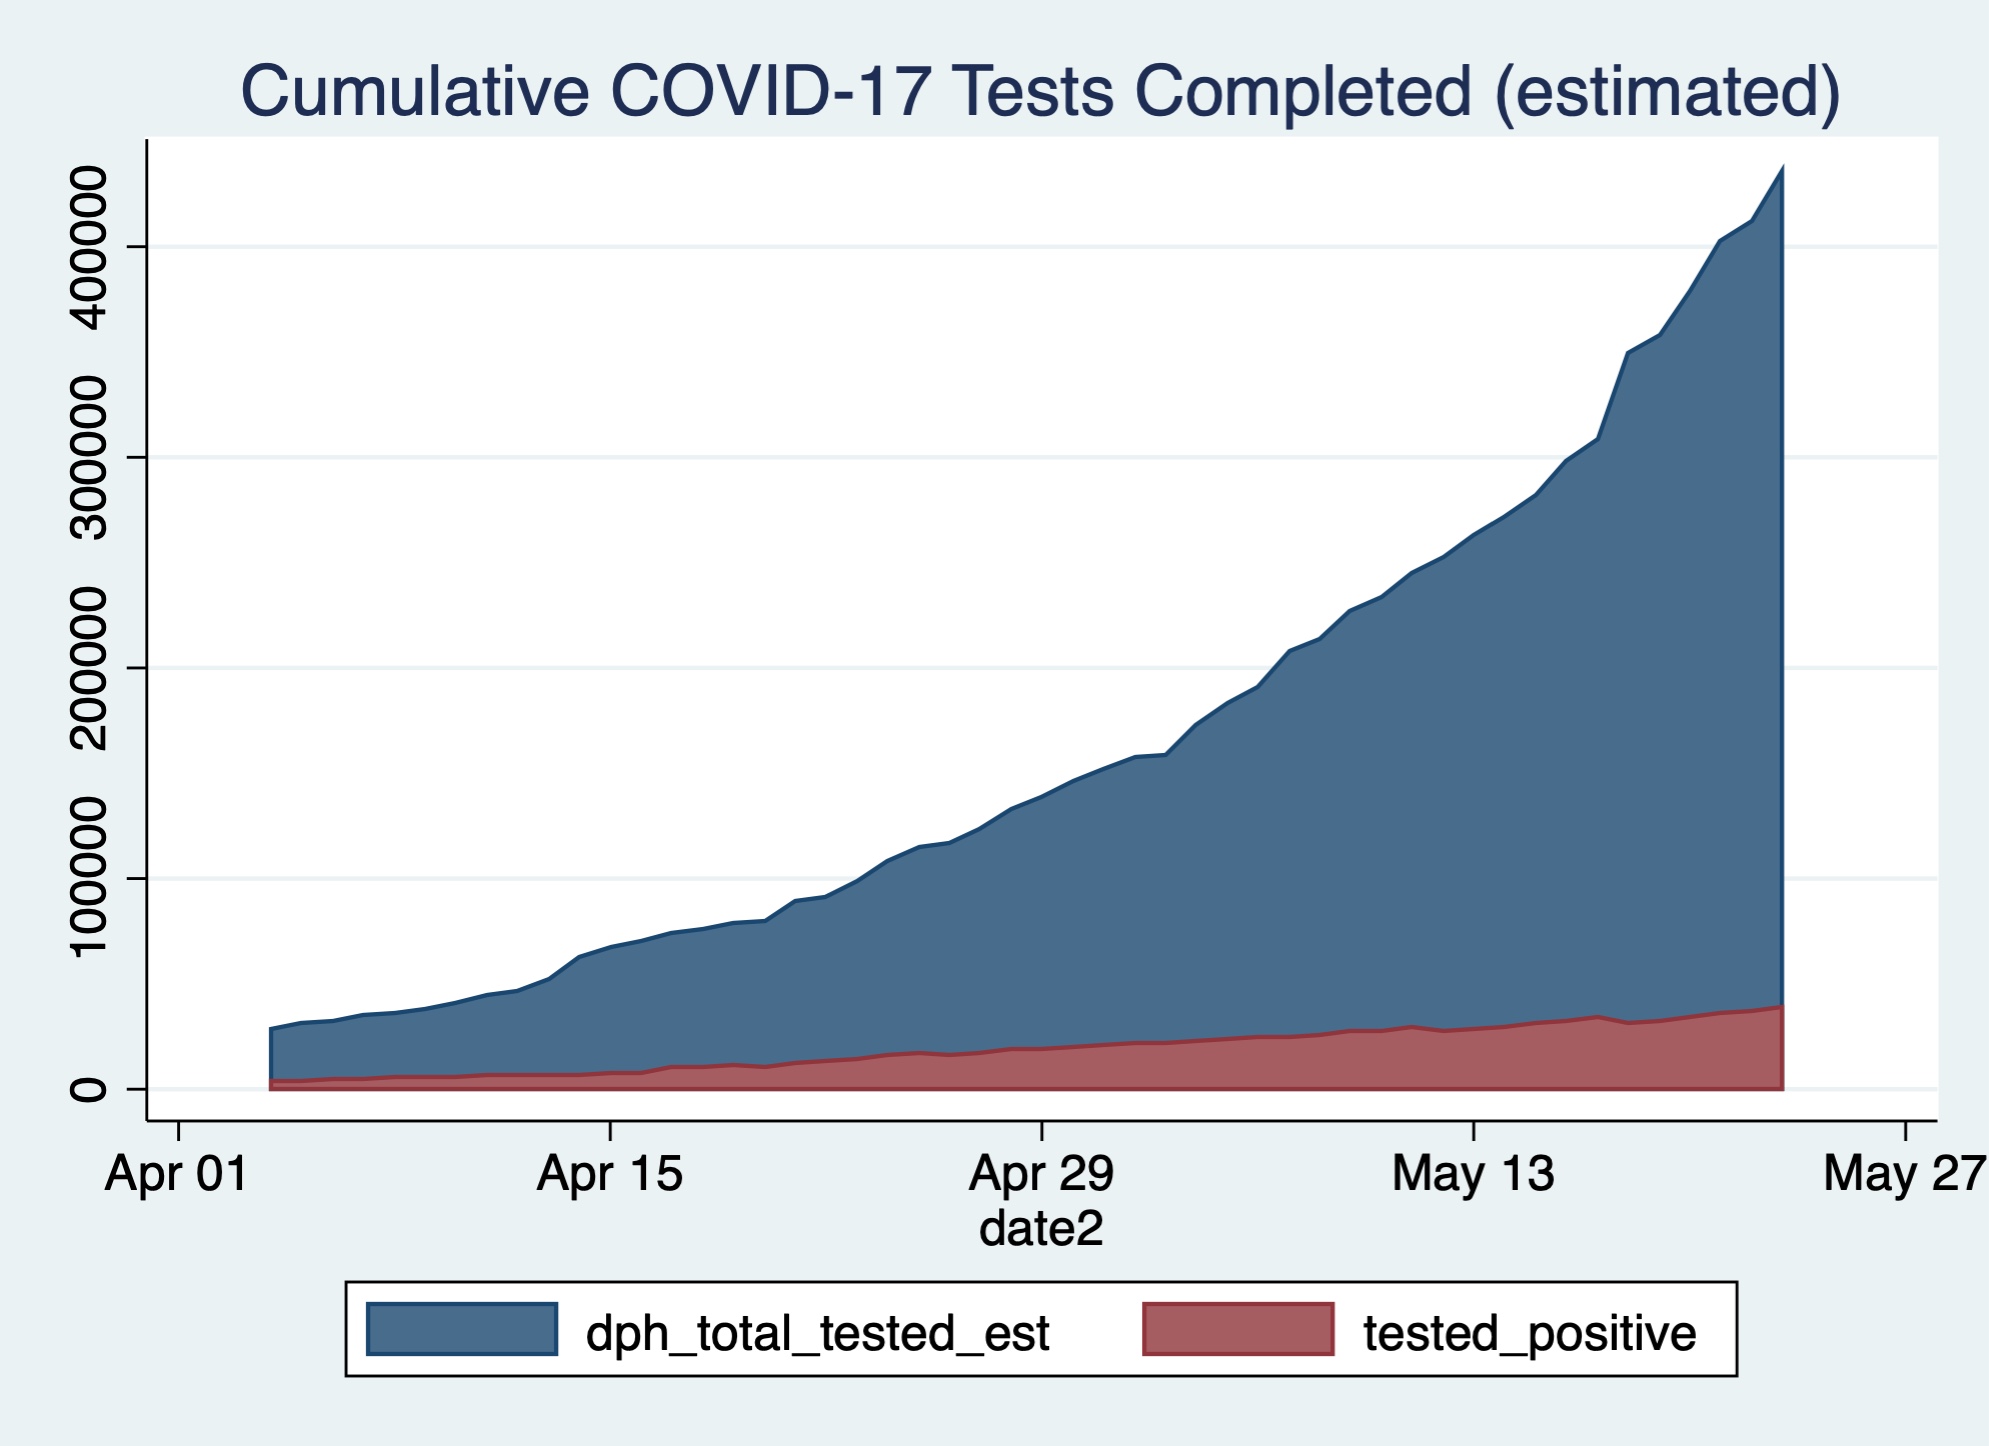 Cumulative COVID-17 Tests Completed (estimated)
400000
300000
200000
100000
0
Apr 01 Apr 15 Apr 29 May 13 May 27
date2
dph_total_tested_est tested_positive